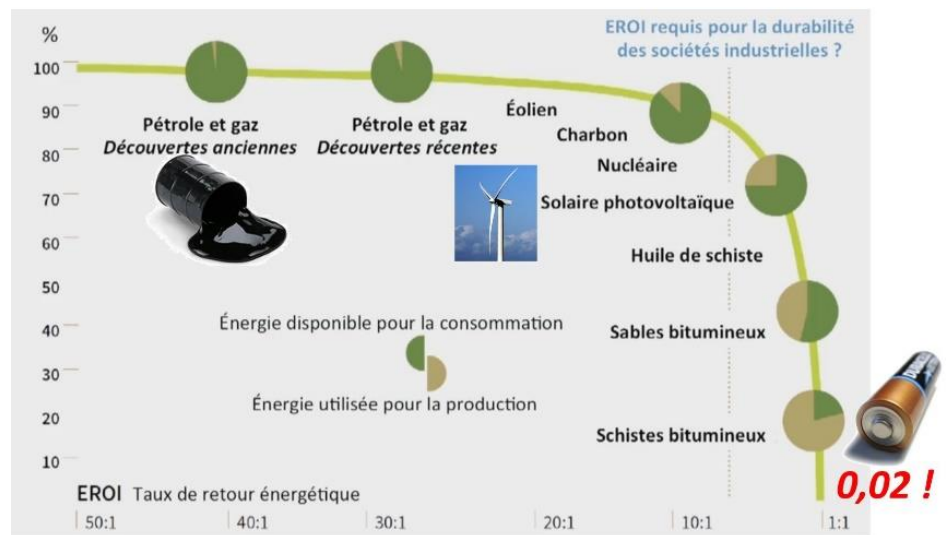 EROI requis pour la durabilité
des sociétés industrielles ?
%
100
90
80
70
60
50
40
30
20
10
Pétrole et gaz
Découvertes anciennes
Pétrole et gaz
Découvertes récentes
Éolien
Charbon
Nucléaire
Solaire photovoltaïque
Huile de schiste
Sables bitumineux
Schistes bitumineux
Énergie disponible pour la consommation
Énergie utilisée pour la production
0,02 !
EROI Taux de retour énergétique
50:1 40:1 30:1 20:1 10:1 1:1